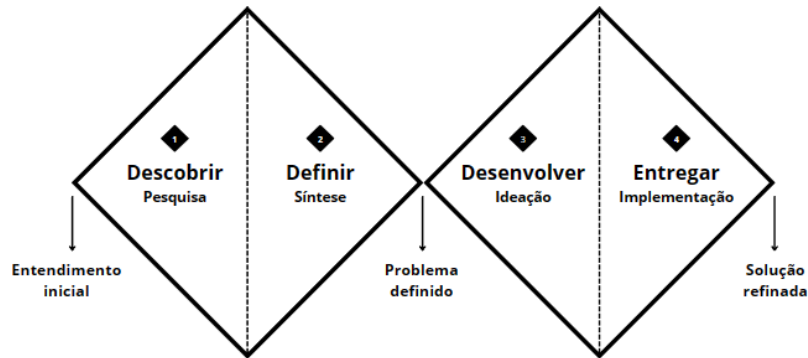 1
Descobrir
Pesquisa
2
Definir
Síntese
3
Desenvolver
Ideação
4
Entregar
Implementação
Entendimento
inicial
Problema
definido
Solução
refinada